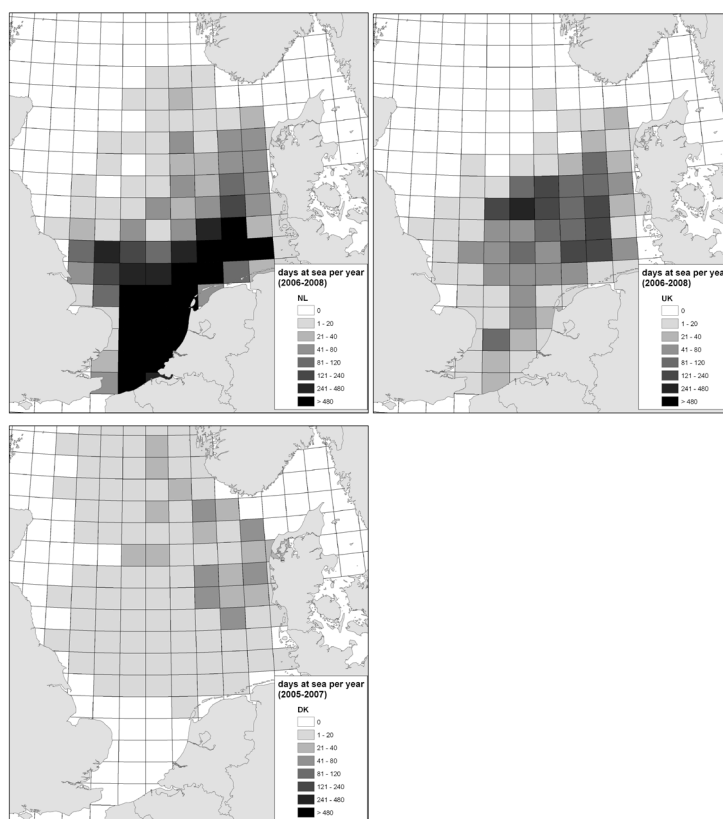 days at sea per year
(2006-2008)
NL
0
1 - 20
21 - 40
41 - 80
81 - 120
121 - 240
241 - 480
> 480
days at sea per year
(2006-2008)
UK
0
1 - 20
21 - 40
41 - 80
81 - 120
121 - 240
241 - 480
> 480
days at sea per year
(2005-2007)
DK
0
1 - 20
21 - 40
41 - 80
81 - 120
121 - 240
241 - 480
> 480